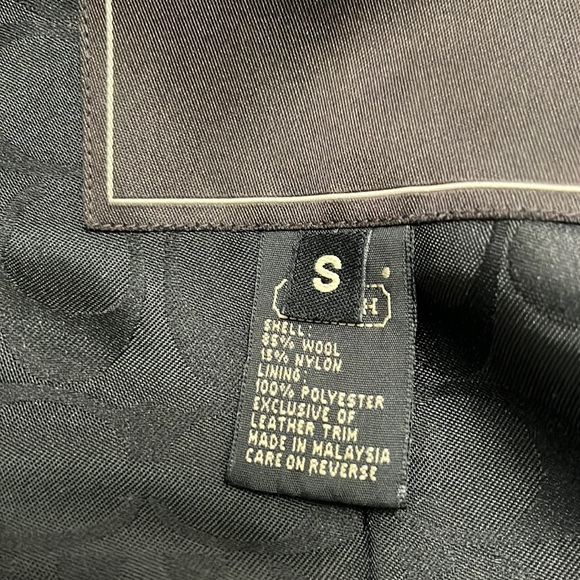 S
SHELL:
85% WOOL
15% NYLON
LINING:
100% POLYESTER
EXCLUSIVE OF
LEATHER TRIM
MADE IN MALAYSIA
CARE ON REVERSE